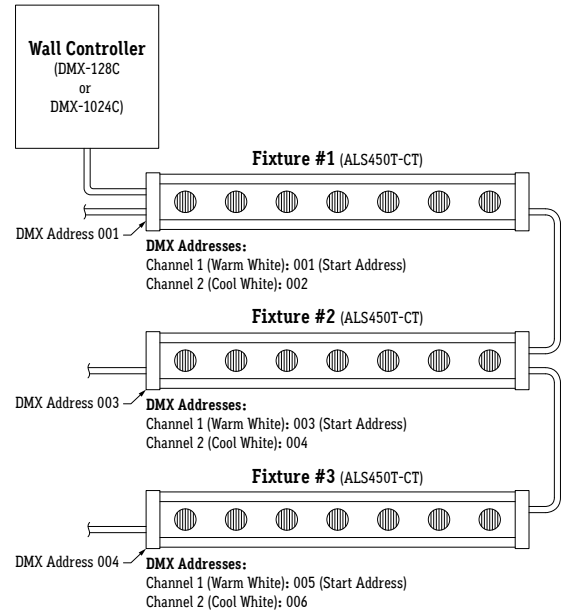 Wall Controller
(DMX-128C
or
DMX-1024C)
Fixture #1 (ALS450T-CT)
DMX Address 001
DMX Addresses:
Channel 1 (Warm White): 001 (Start Address)
Channel 2 (Cool White): 002
Fixture #2 (ALS450T-CT)
DMX Address 003
DMX Addresses:
Channel 1 (Warm White): 003 (Start Address)
Channel 2 (Cool White): 004
Fixture #3 (ALS450T-CT)
DMX Address 004
DMX Addresses:
Channel 1 (Warm White): 005 (Start Address)
Channel 2 (Cool White): 006